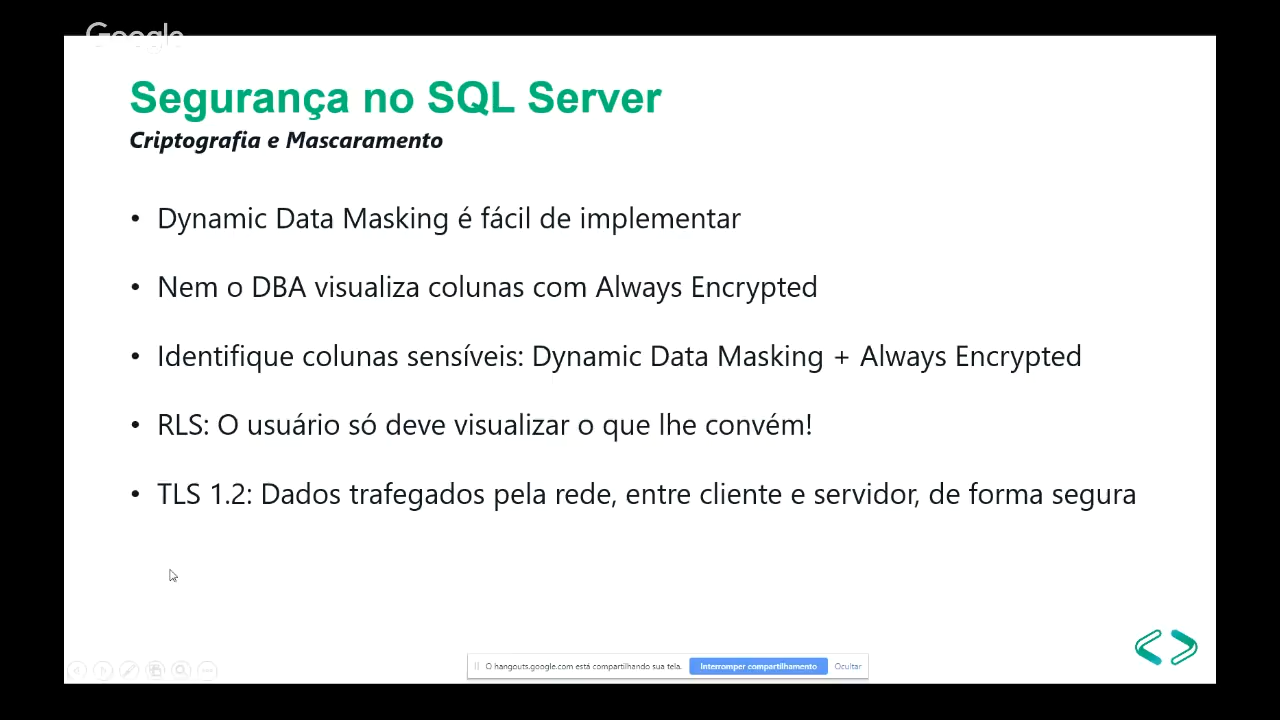 Google
Segurança no SQL Server
Criptografia e Mascaramento
• Dynamic Data Masking é fácil de implementar
• Nem o DBA visualiza colunas com Always Encrypted
• Identifique colunas sensíveis: Dynamic Data Masking + Always Encrypted
• RLS: O usuário só deve visualizar o que lhe convém!
• TLS 1.2: Dados trafegados pela rede, entre cliente e servidor, de forma segura
O hangouts.google.com está compartilhando sua tela. Interromper compartilhamento Ocultar